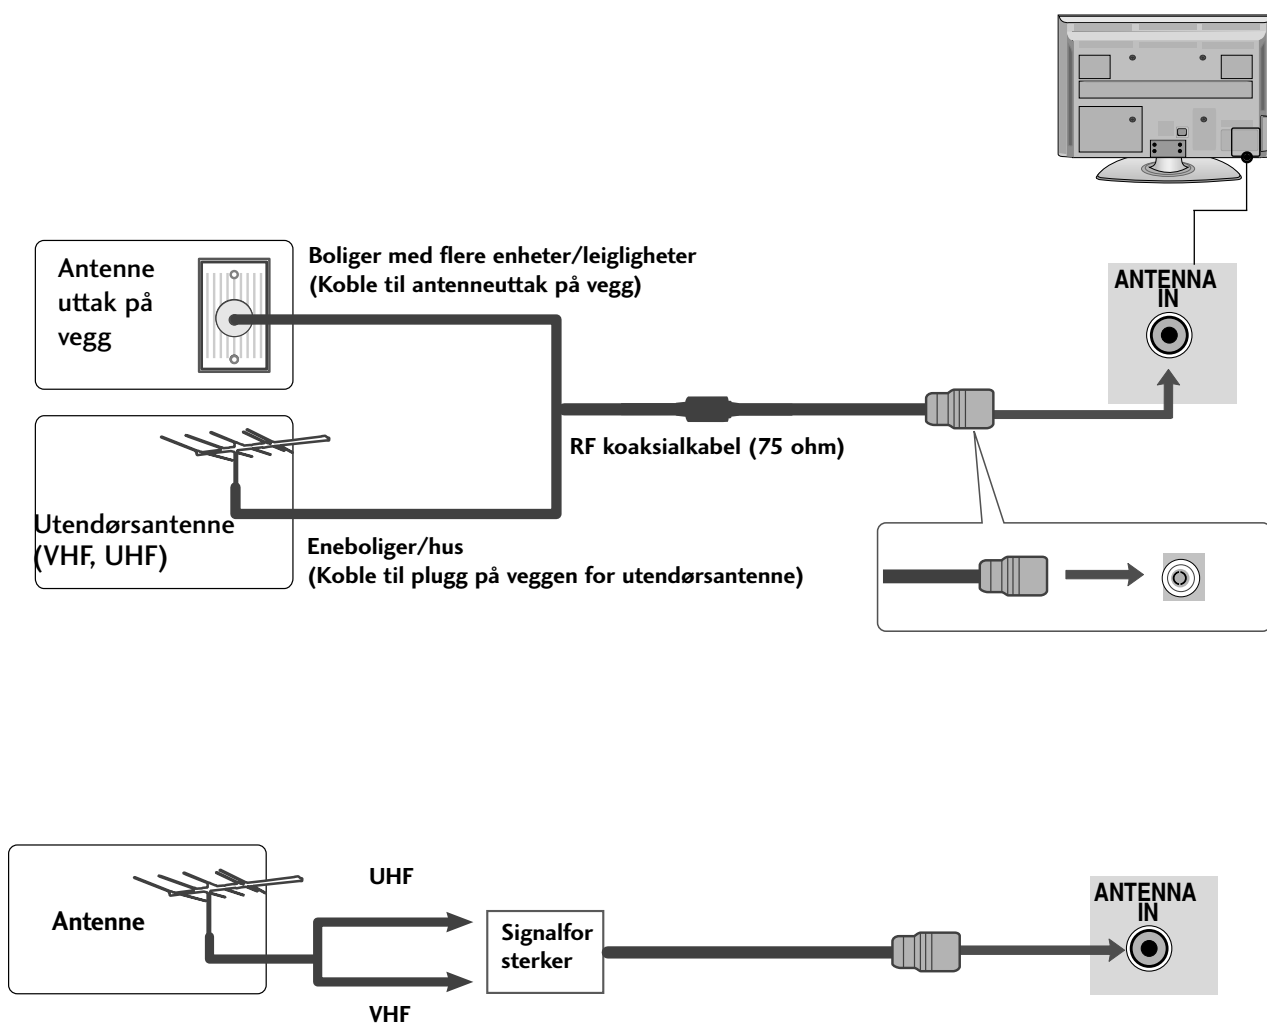 Antenne
uttak på
vegg
Boliger med flere enheter/leigligheter
(Koble til antenneuttak på vegg)
ANTENNA
IN
RF koaksialkabel (75 ohm)
Utendørsantenne
(VHF, UHF)
Eneboliger/hus
(Koble til plugg på veggen for utendørsantenne)
Antenne
UHF
VHF
Signalfor
sterker
ANTENNA
IN